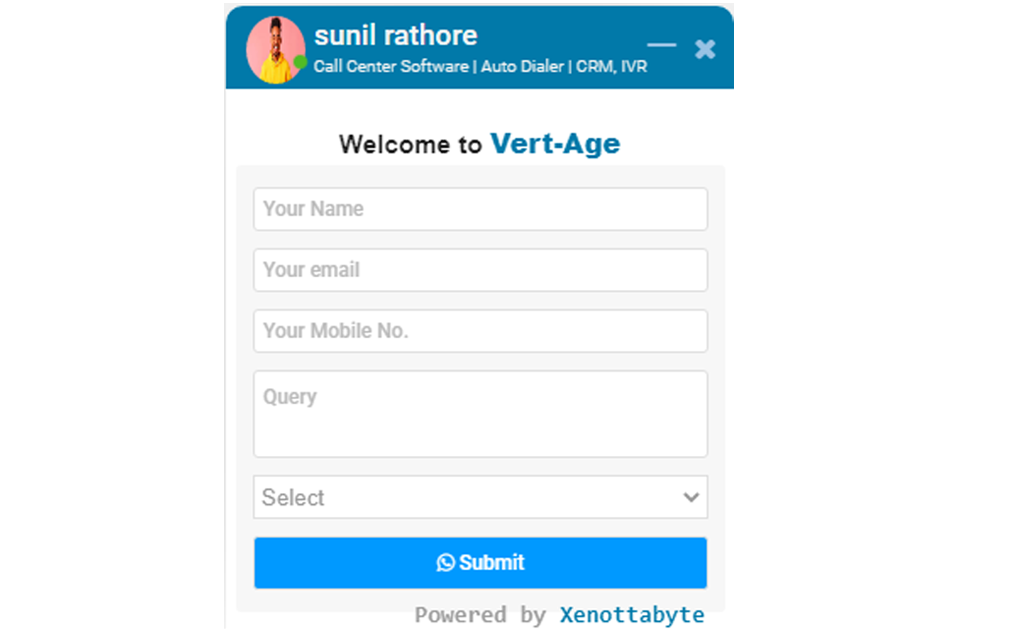 sunil rathore
Call Center Software | Auto Dialer | CRM, IVR
Welcome to Vert-Age
Your Name
Your email
Your Mobile No.
Query
Select
Submit
Powered by Xenottabyte